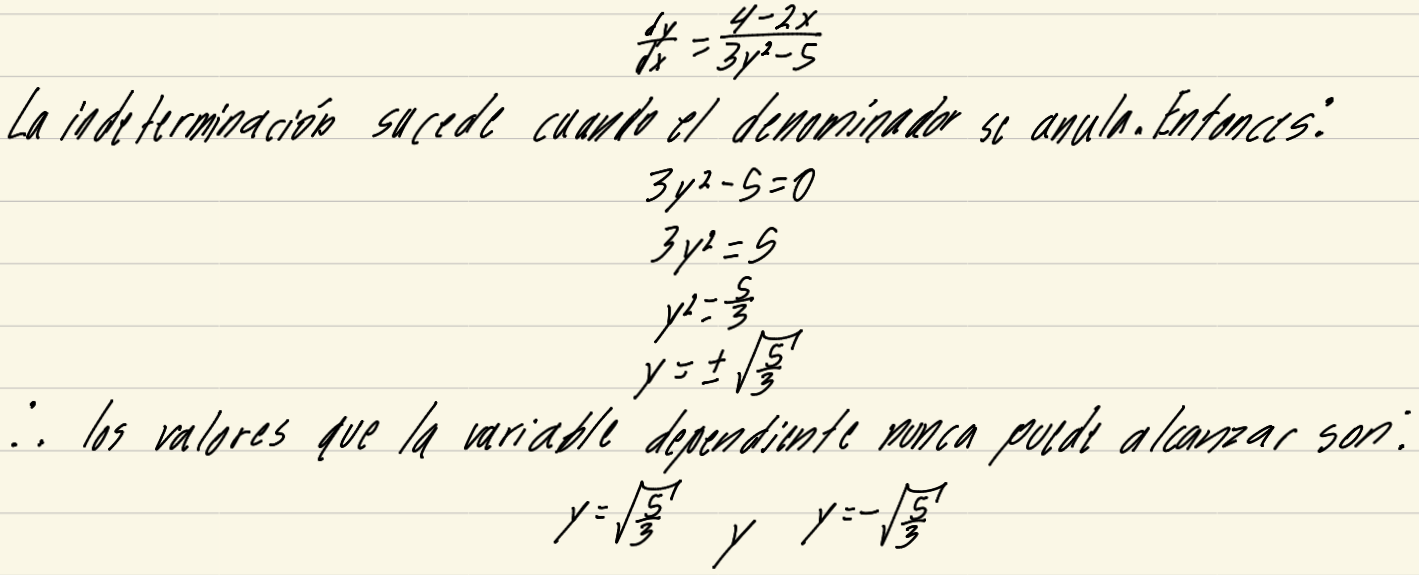 dy/dx = (4-2x)/(3y²-5)
La indeterminación sucede cuando el denominador se anula. Entonces:
3y²-5=0
3y²=5
y²=5/3
y=±√(5/3)
∴ los valores que la variable dependiente nunca puede alcanzar son:
y=√(5/3) y y=-√(5/3)